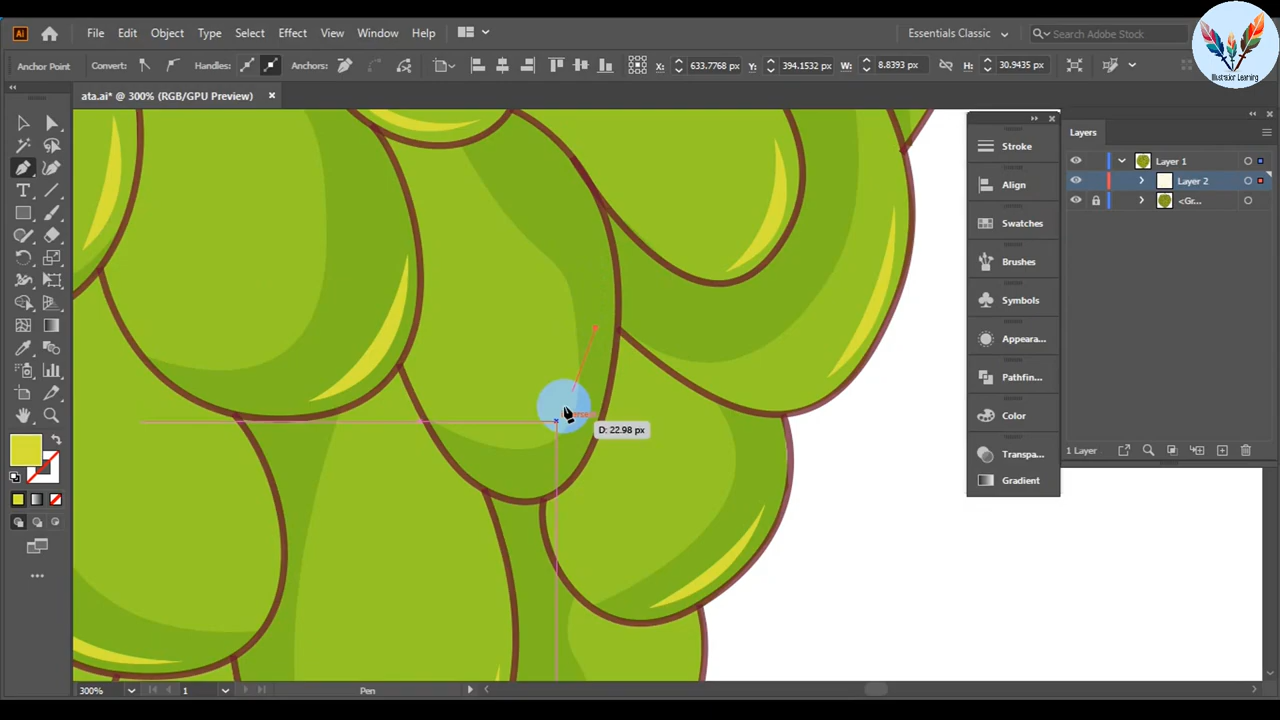 Ai File Edit Object Type Select Effect View Window Help Essentials Classic Search Adobe Stock
Illustrator Learning
Anchor Point Convert: Handles: Anchors: X: 633.7768 px Y: 394.1532 px W: 8.8393 px H: 30.9435 px
ata.ai* @ 300% (RGB/GPU Preview)
Layers
Stroke
Layer 1
Align
Layer 2
<Gr...
Swatches
Brushes
Symbols
Appeara...
Pathfin...
Color
D: 22.98 px
Transpa...
1 Layer
Gradient
300% 1 Pen